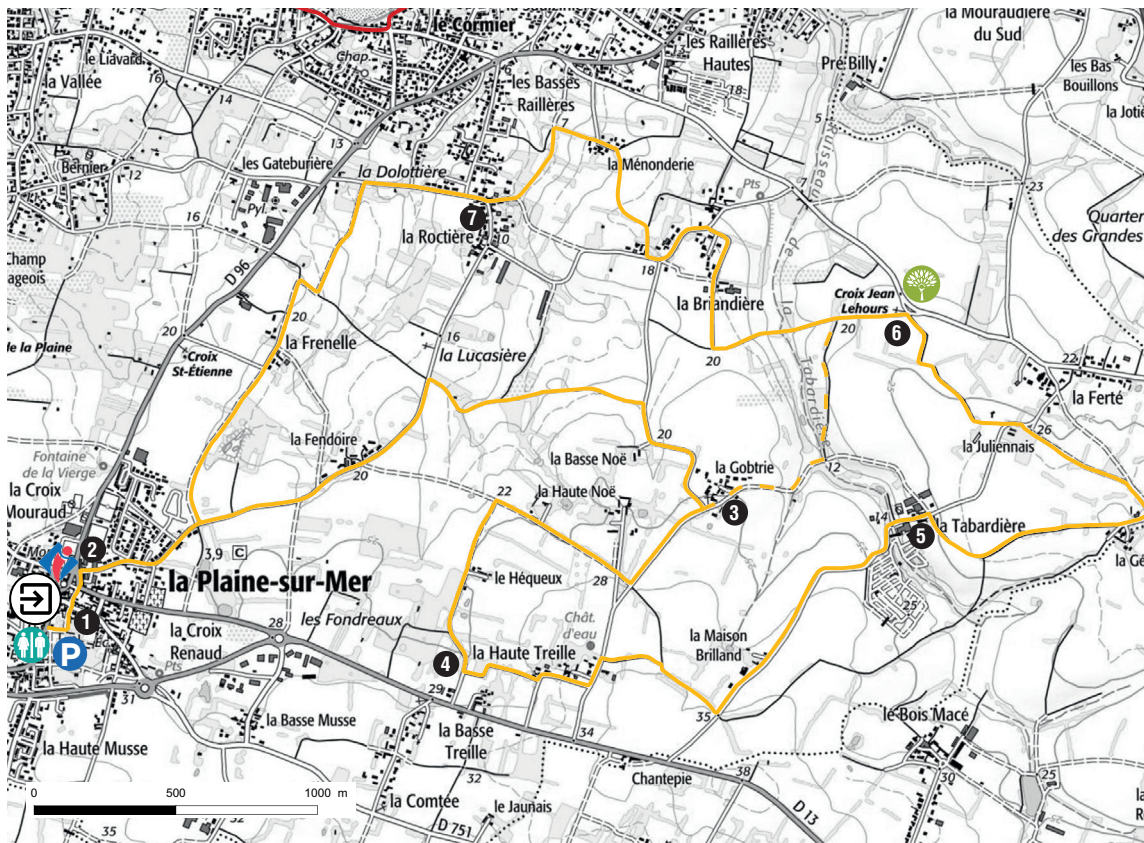 le Cormier
la Mouraudière
du Sud
les Raillères
Hautes
Pré Billy
les Bas
Bouillons
le Liavard
la Vallée
Chap.
les Basses
Raillères
la Jotiè
16
14
13
13
18
5
7
Ruisseau
de
la
Tabardière
Bernier
12
les Gateburière
la Dolottière
la Ménonderie
Pts
7
23
16
Pyl.
7
la Roctière
10
Quartier
des Grandes
Champ
ageois
D 96
18
la Briandière
Croix Jean
Lehours
20
6
20
de la Plaine
20
Croix
St-Étienne
20
la Frenelle
16
la Lucasière
22
la Ferté
26
la Juliennais
Fontaine
de la Vierge
la Fendoire
20
20
la Basse Noë
la Gobtrie
12
la Croix
Mouraud
22
la Haute Noë
3
14
5
la Tabardière
2
3,9 C
la Plaine-sur-Mer
le Héqueux
28
la Gé
1
P
la Croix
Renaud
28
les Fondreaux
Chât.
d'eau
25
4
la Haute Treille
la Maison
Brilland
Pts
31
29
35
la Basse Musse
la Basse
Treille
34
le Bois Macé
la Haute Musse
32
Chantepie
38
30
25
0 500 1000 m
la Comtée
le Jaunais
D 13
D 751
35
32